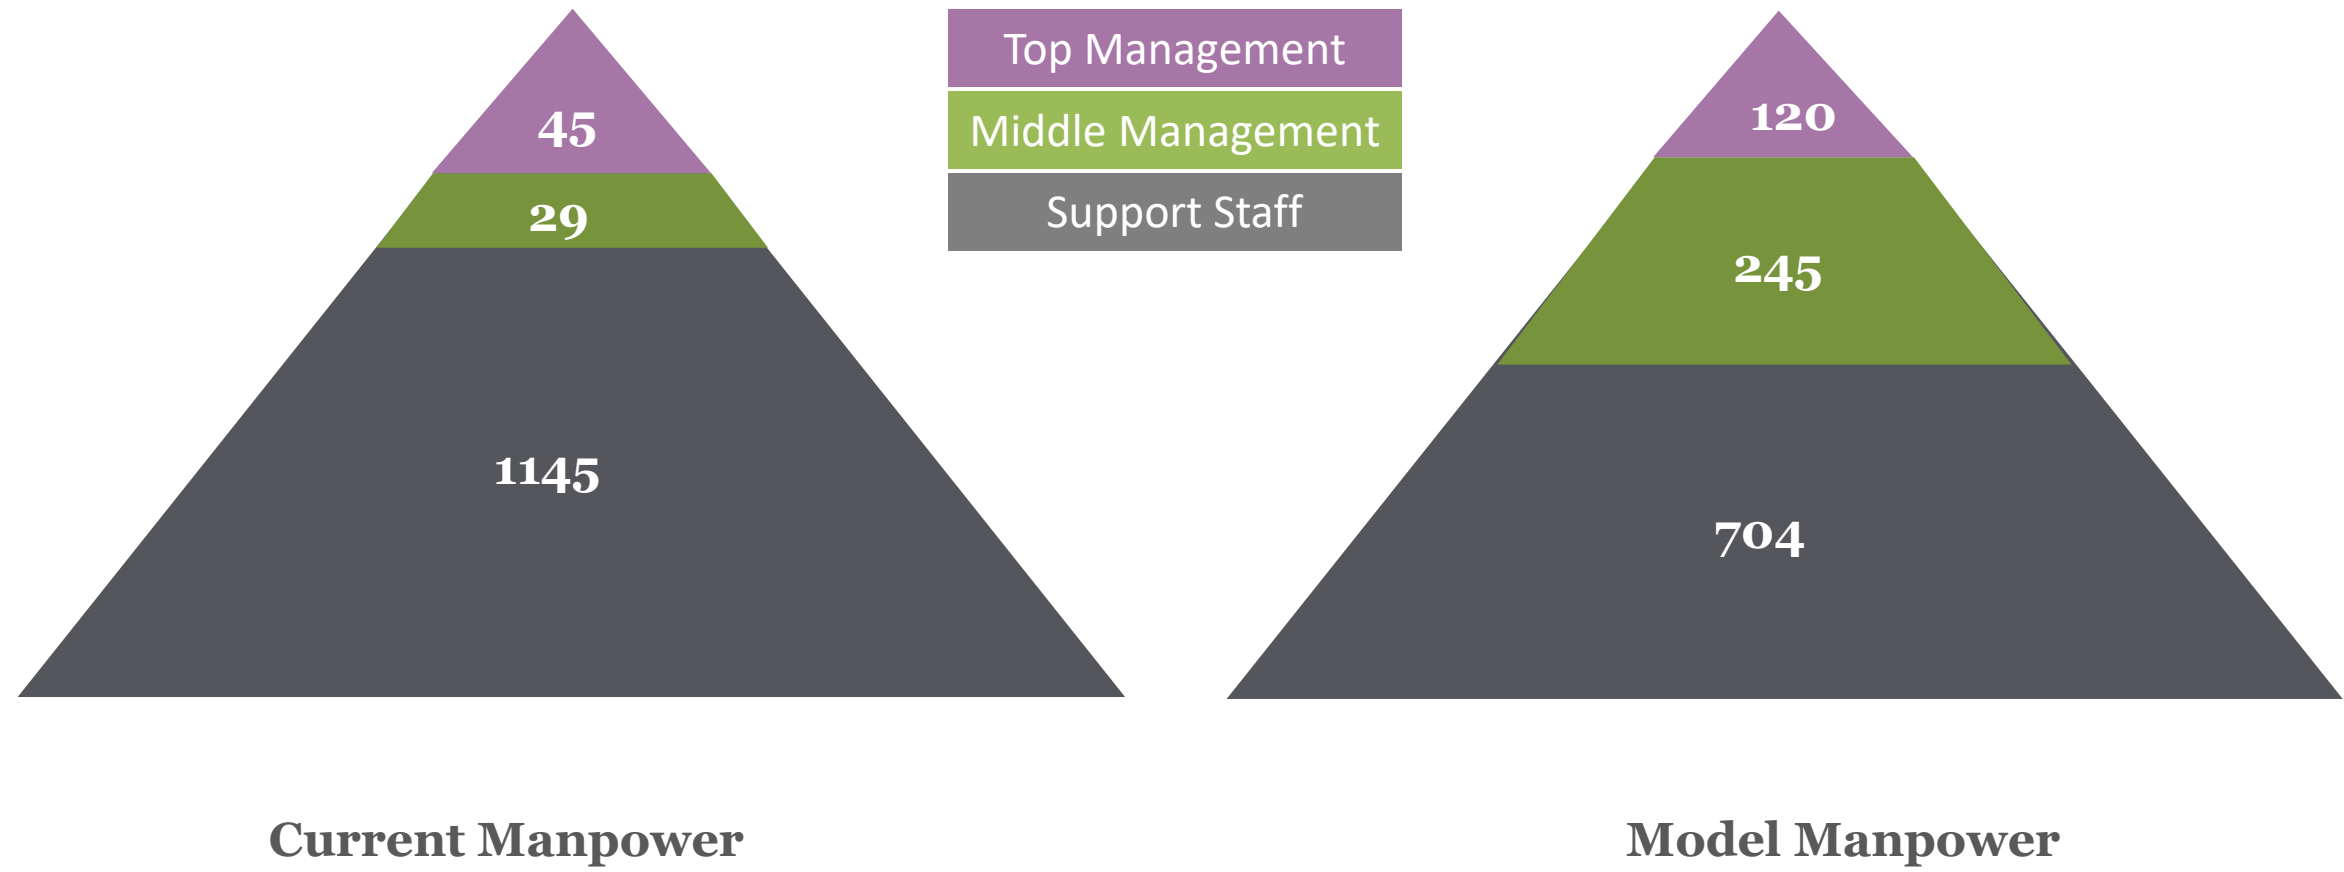 Top Management
Middle Management
Support Staff
45
29
1145
120
245
704
Current Manpower
Model Manpower